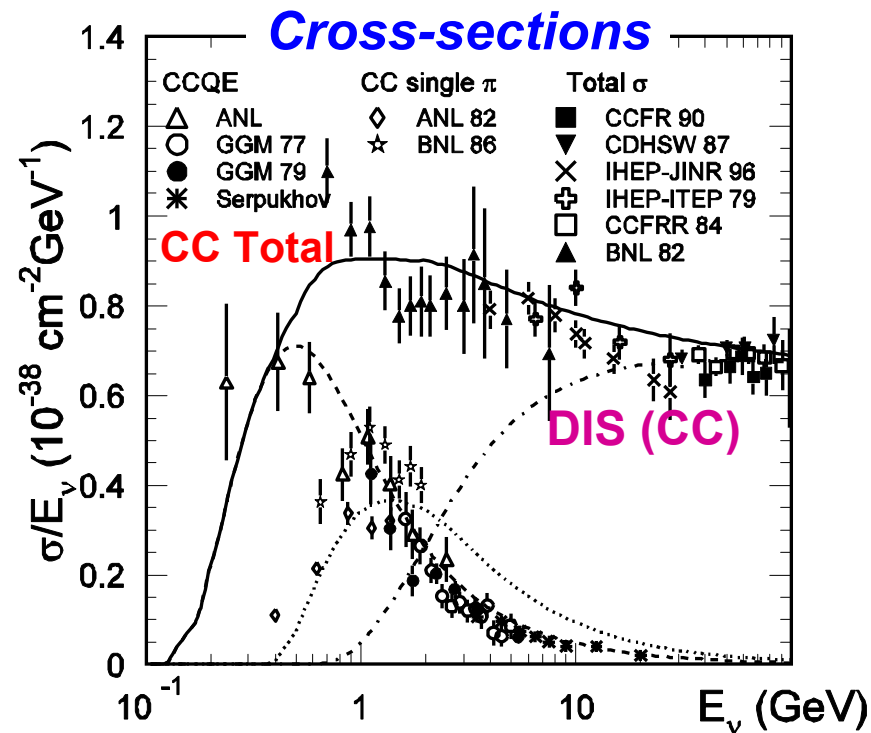 Cross-sections
1.4
1.2
1
0.8
0.6
0.4
0.2
0
σ/Eν (10⁻³⁸ cm⁻²GeV⁻¹)
CCQE
ANL
GGM 77
GGM 79
Serpukhov
CC single π
ANL 82
BNL 86
Total σ
CCFR 90
CDHSW 87
IHEP-JINR 96
IHEP-ITEP 79
CCFRR 84
BNL 82
CC Total
DIS (CC)
10⁻¹
1
10
Eν (GeV)